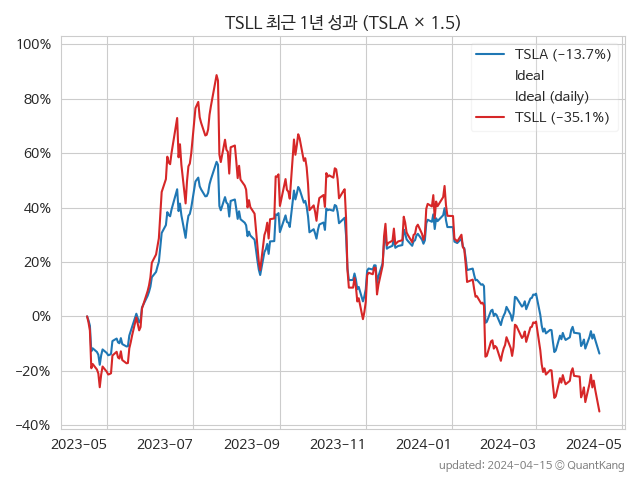 TSLL 최근 1년 성과 (TSLA × 1.5)
100%
80%
60%
40%
20%
0%
−20%
−40%
TSLA (−13.7%)
Ideal
Ideal (daily)
TSLL (−35.1%)
2023-05
2023-07
2023-09
2023-11
2024-01
2024-03
2024-05
updated: 2024-04-15 © QuantKang